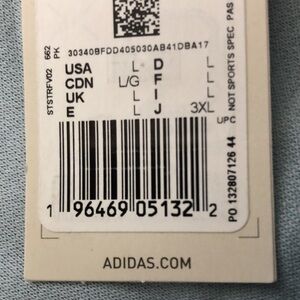 30340BFDD405030AB41DBA17
USA L D L
CDN L/G F L
UK L I L
E L J 3XL
UPC
1 96469 05132 2
ADIDAS.COM
STSTRFV02 662
PK
NOT SPORTS SPEC PAS
PO 132807126 44